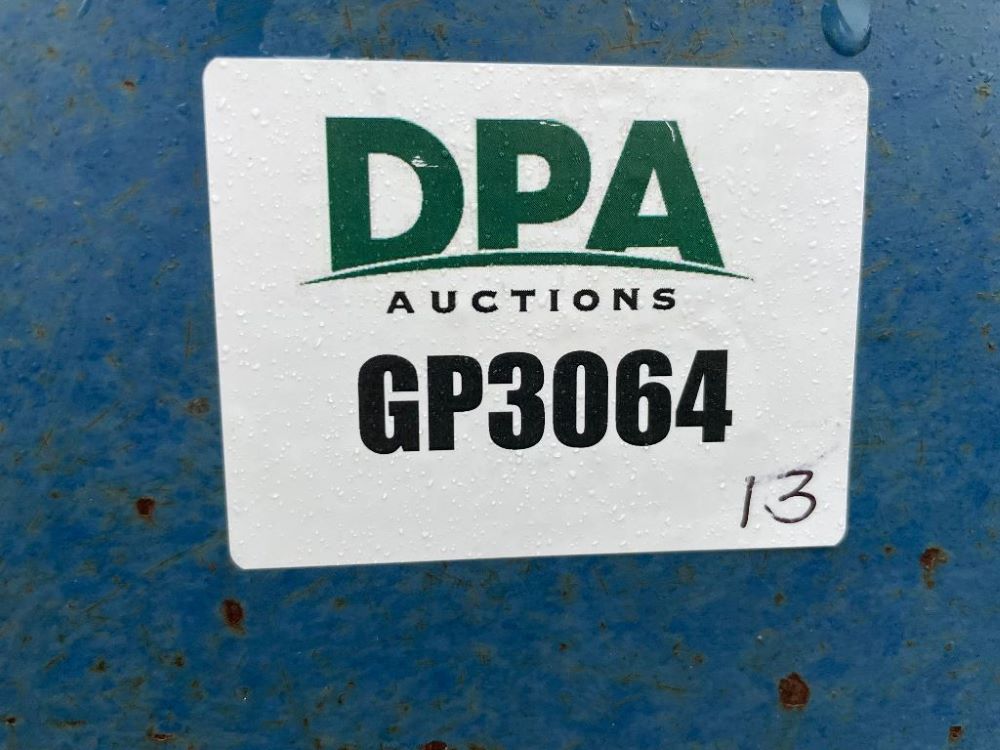 DPA
AUCTIONS
GP3064
13